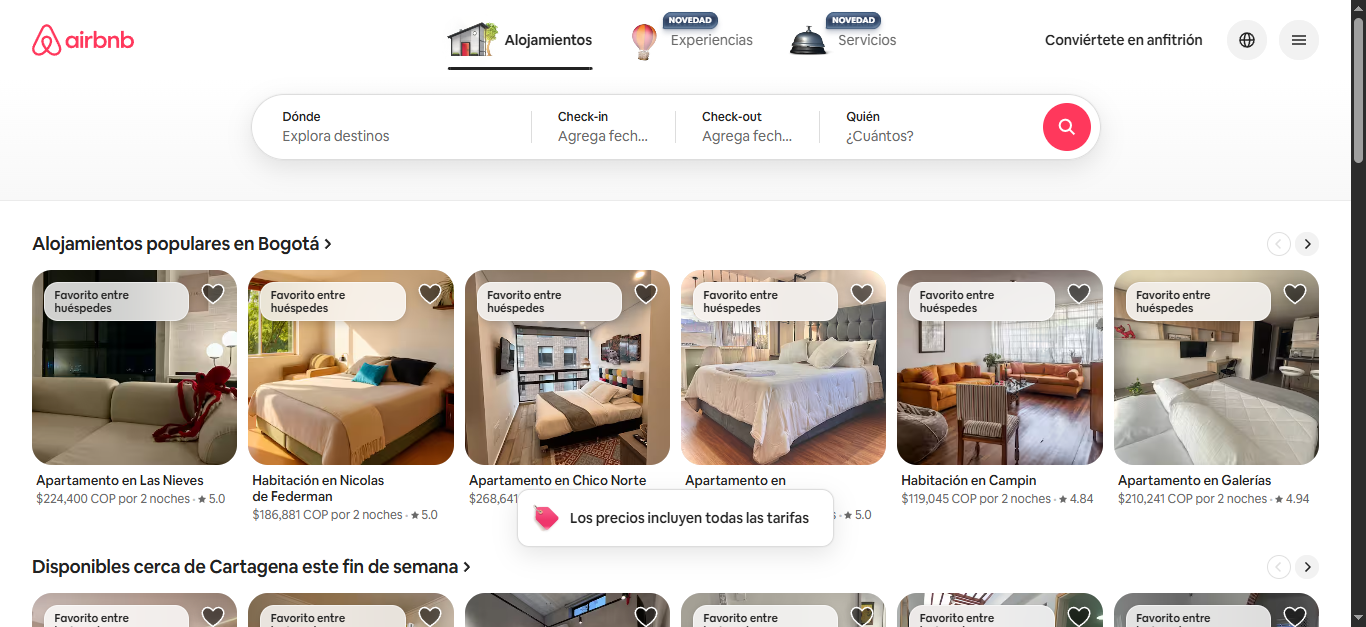 airbnb
Alojamientos
NOVEDAD
Experiencias
NOVEDAD
Servicios
Conviértete en anfitrión
Dónde
Explora destinos
Check-in
Agrega fech...
Check-out
Agrega fech...
Quién
¿Cuántos?
Alojamientos populares en Bogotá
Favorito entre
huéspedes
Favorito entre
huéspedes
Favorito entre
huéspedes
Favorito entre
huéspedes
Favorito entre
huéspedes
Favorito entre
huéspedes
Apartamento en Las Nieves
$224,400 COP por 2 noches · ★ 5.0
Habitación en Nicolas
de Federman
$186,881 COP por 2 noches · ★ 5.0
Apartamento en Chico Norte
$268,641
Apartamento en
· ★ 5.0
Habitación en Campin
$119,045 COP por 2 noches · ★ 4.84
Apartamento en Galerías
$210,241 COP por 2 noches · ★ 4.94
Los precios incluyen todas las tarifas
Disponibles cerca de Cartagena este fin de semana
Favorito entre
Favorito entre
Favorito entre
Favorito entre
Favorito entre
Favorito entre